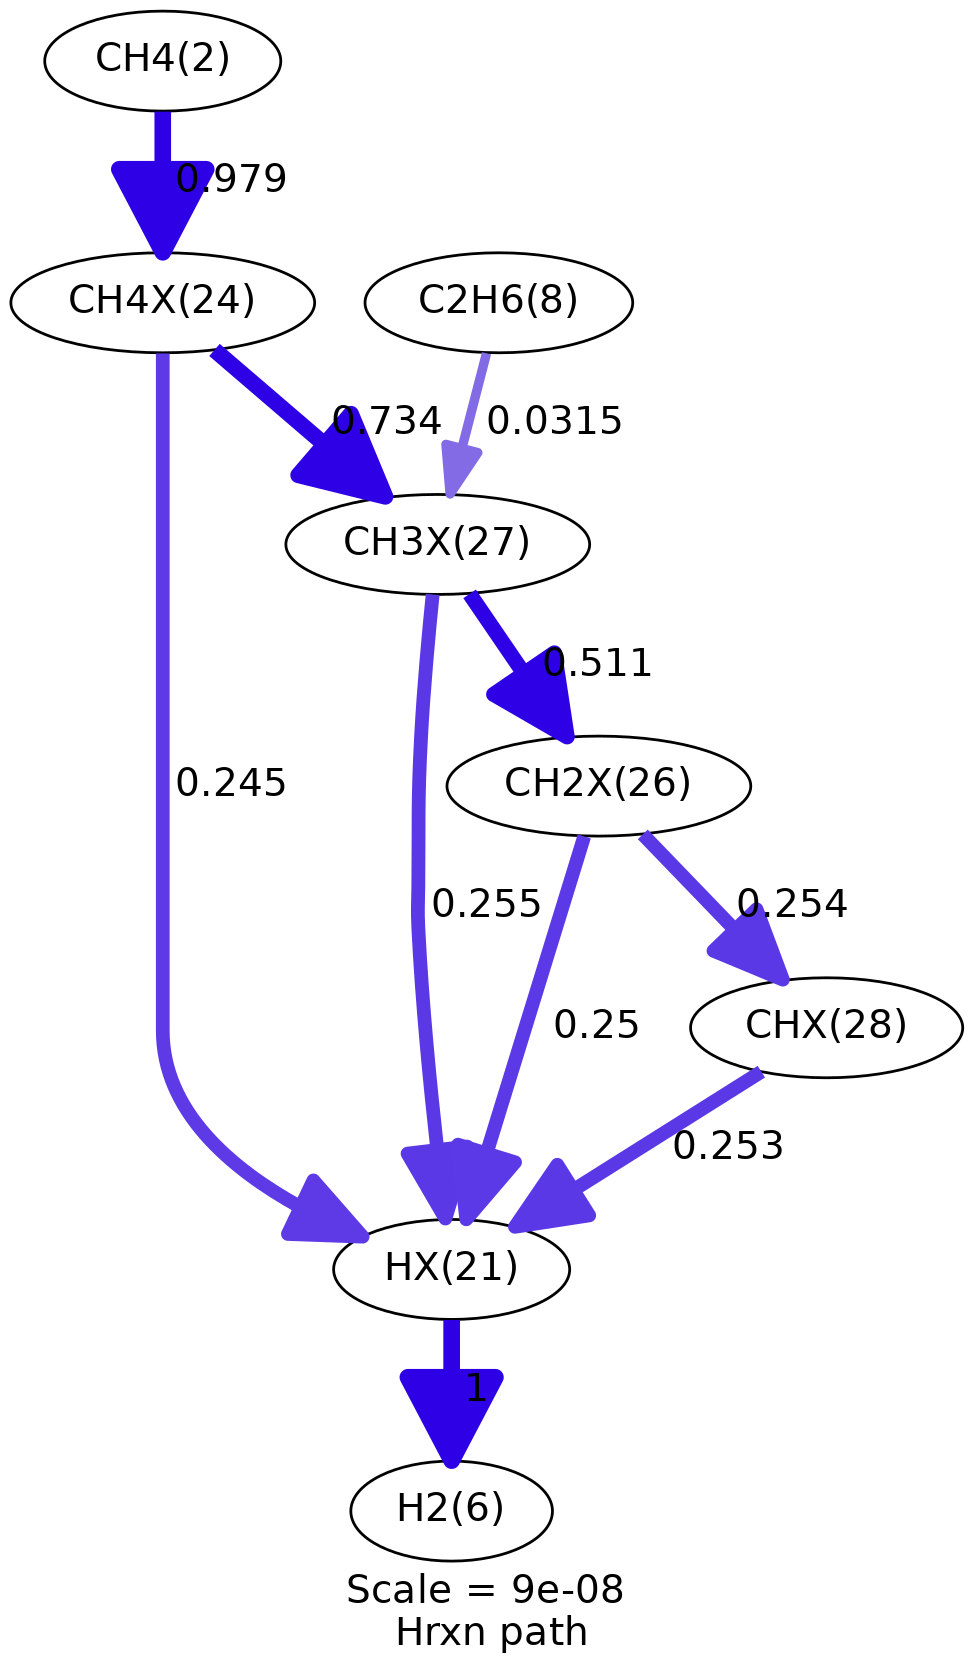 CH4(2)
0.979
CH4X(24)
C2H6(8)
0.734
0.0315
CH3X(27)
0.511
0.245
CH2X(26)
0.255
0.254
0.25
CHX(28)
0.253
HX(21)
1
H2(6)
Scale = 9e-08
Hrxn path